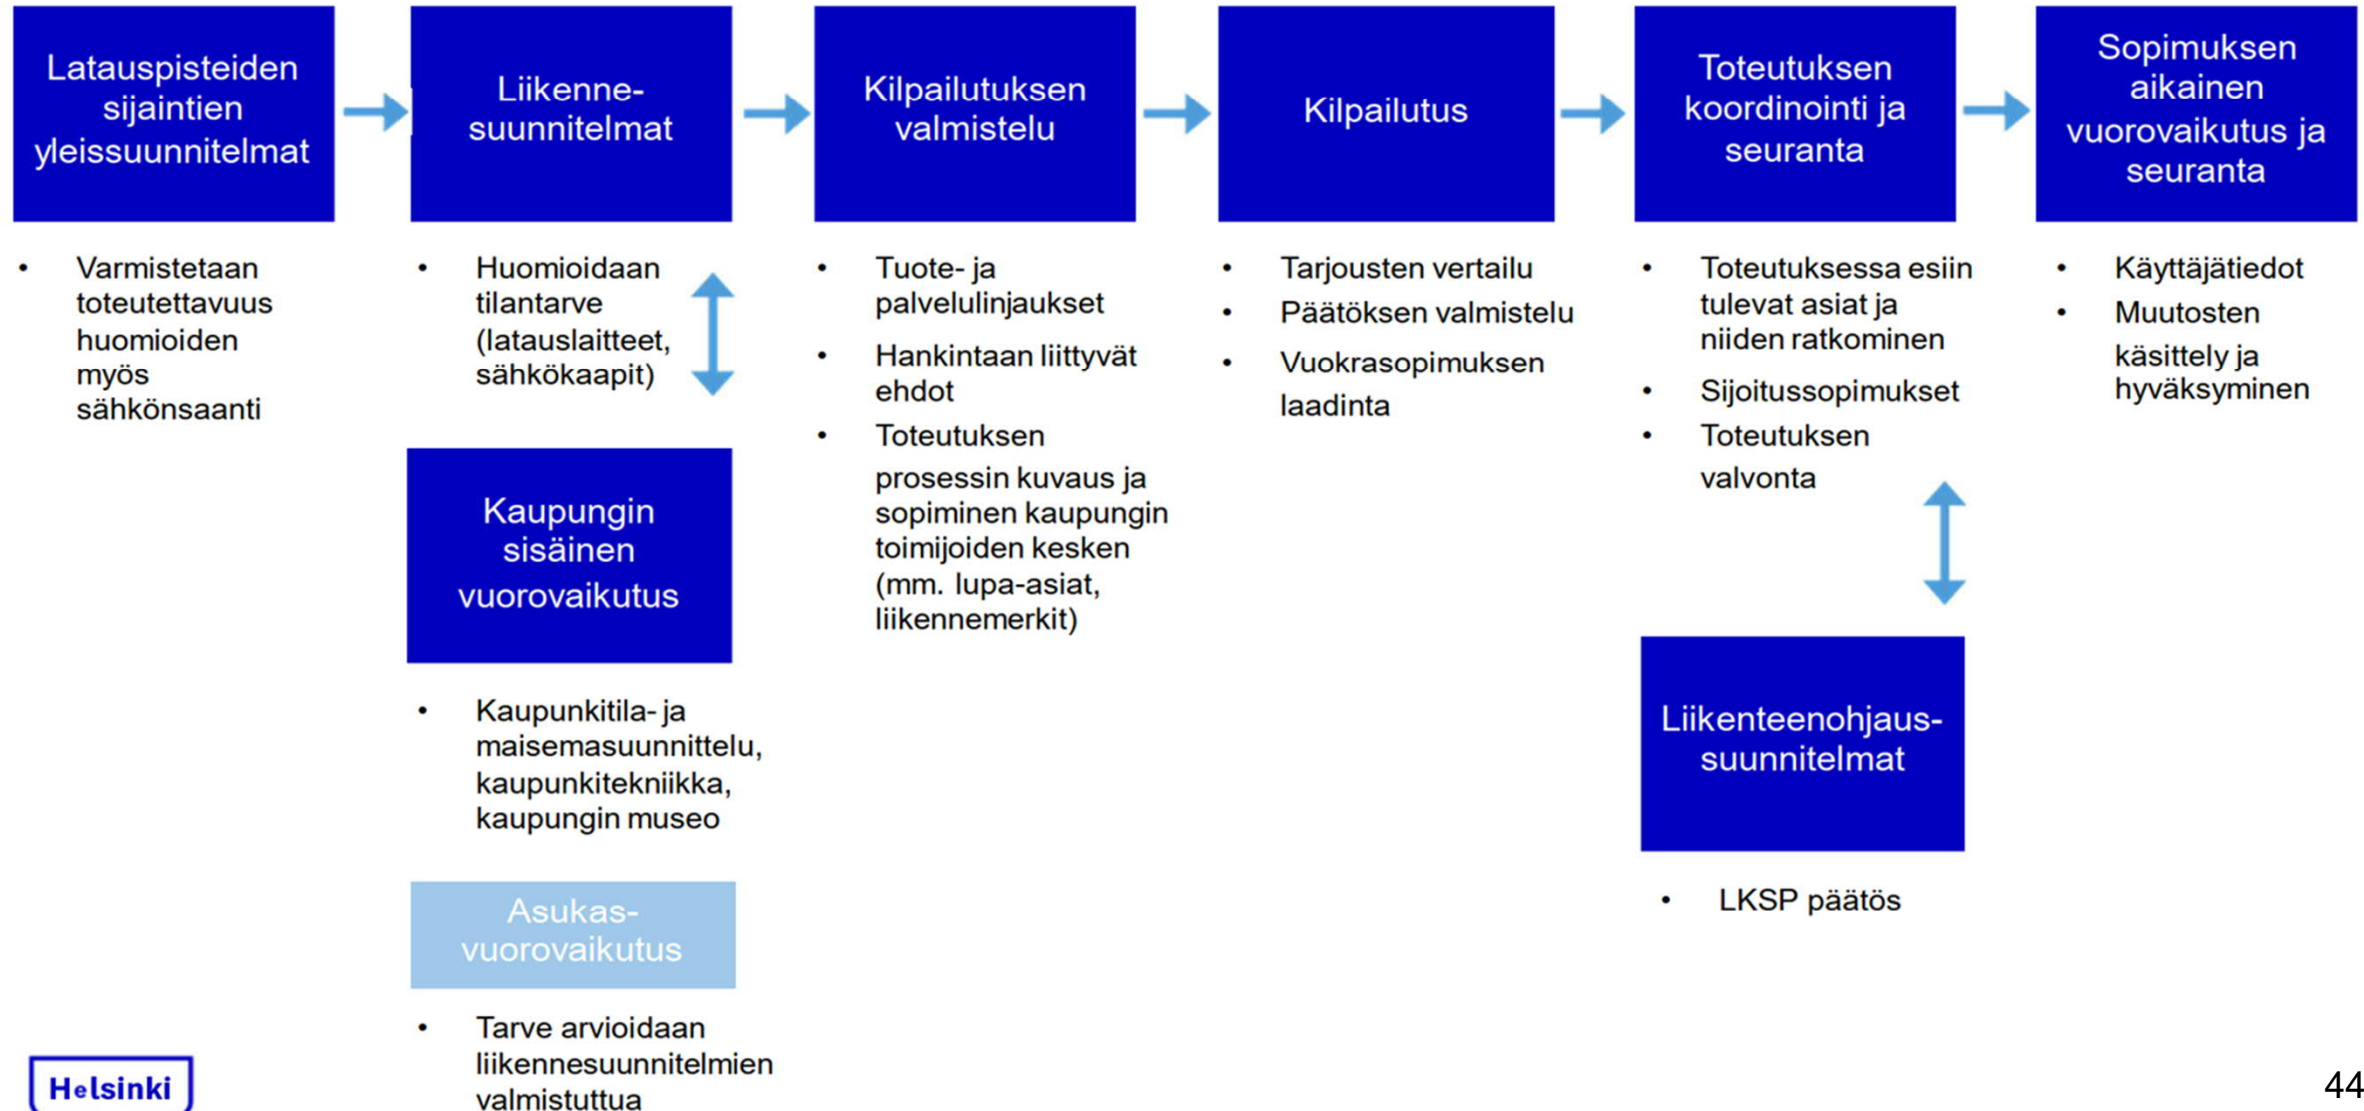 Latauspisteiden
sijaintien
yleissuunnitelmat
• Varmistetaan
toteutettavuus
huomioiden
myös
sähkönsaanti
Liikenne-
suunnitelmat
• Huomioidaan
tilantarve
(latauslaitteet,
sähkökaapit)
Kaupungin
sisäinen
vuorovaikutus
• Kaupunkitila- ja
maisemasuunnittelu,
kaupunkitekniikka,
kaupungin museo
Asukas-
vuorovaikutus
• Tarve arvioidaan
liikennesuunnitelmien
valmistuttua
Kilpailutuksen
valmistelu
• Tuote- ja
palvelulinjaukset
• Hankintaan liittyvät
ehdot
• Toteutuksen
prosessin kuvaus ja
sopiminen kaupungin
toimijoiden kesken
(mm. lupa-asiat,
liikennemerkit)
Kilpailutus
• Tarjousten vertailu
• Päätöksen valmistelu
• Vuokrasopimuksen
laadinta
Toteutuksen
koordinointi ja
seuranta
• Toteutuksessa esiin
tulevat asiat ja
niiden ratkominen
• Sijoitussopimukset
• Toteutuksen
valvonta
Liikenteenohjaus-
suunnitelmat
• LKSP päätös
Sopimuksen
aikainen
vuorovaikutus ja
seuranta
• Käyttäjätiedot
• Muutosten
käsittely ja
hyväksyminen
Helsinki
44